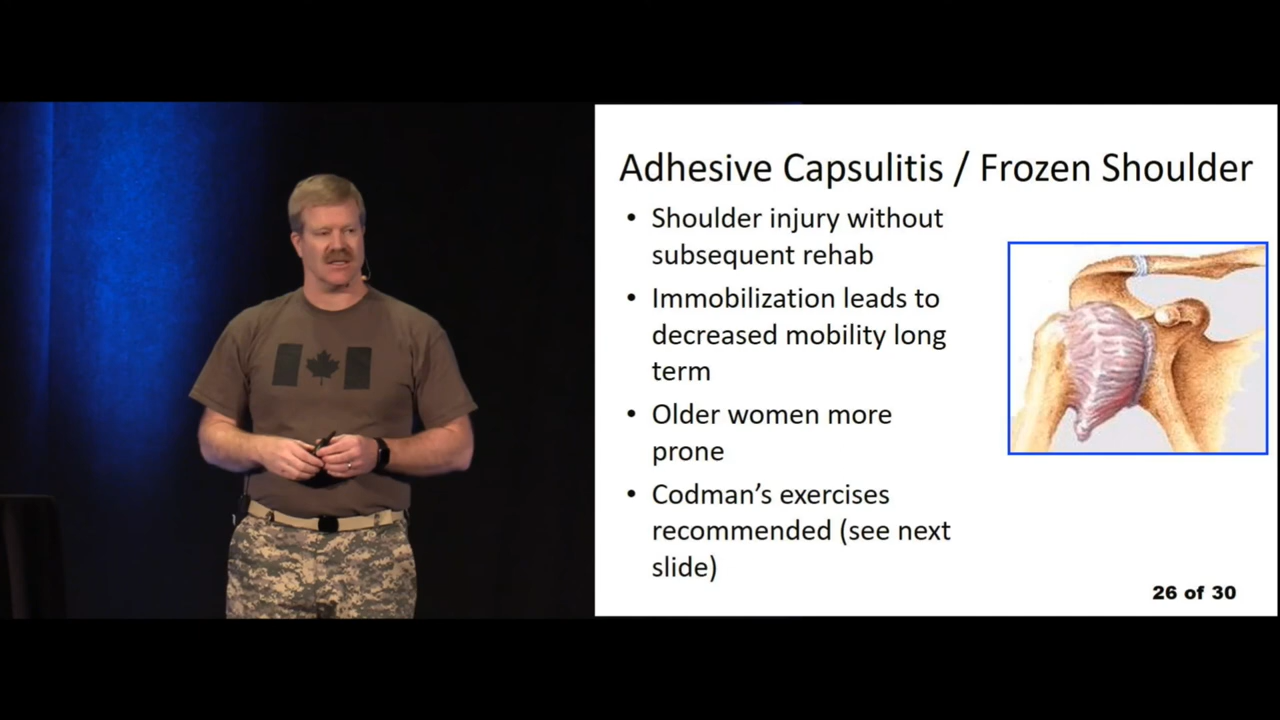 Adhesive Capsulitis / Frozen Shoulder
• Shoulder injury without
subsequent rehab
• Immobilization leads to
decreased mobility long
term
• Older women more
prone
• Codman’s exercises
recommended (see next
slide)
26 of 30